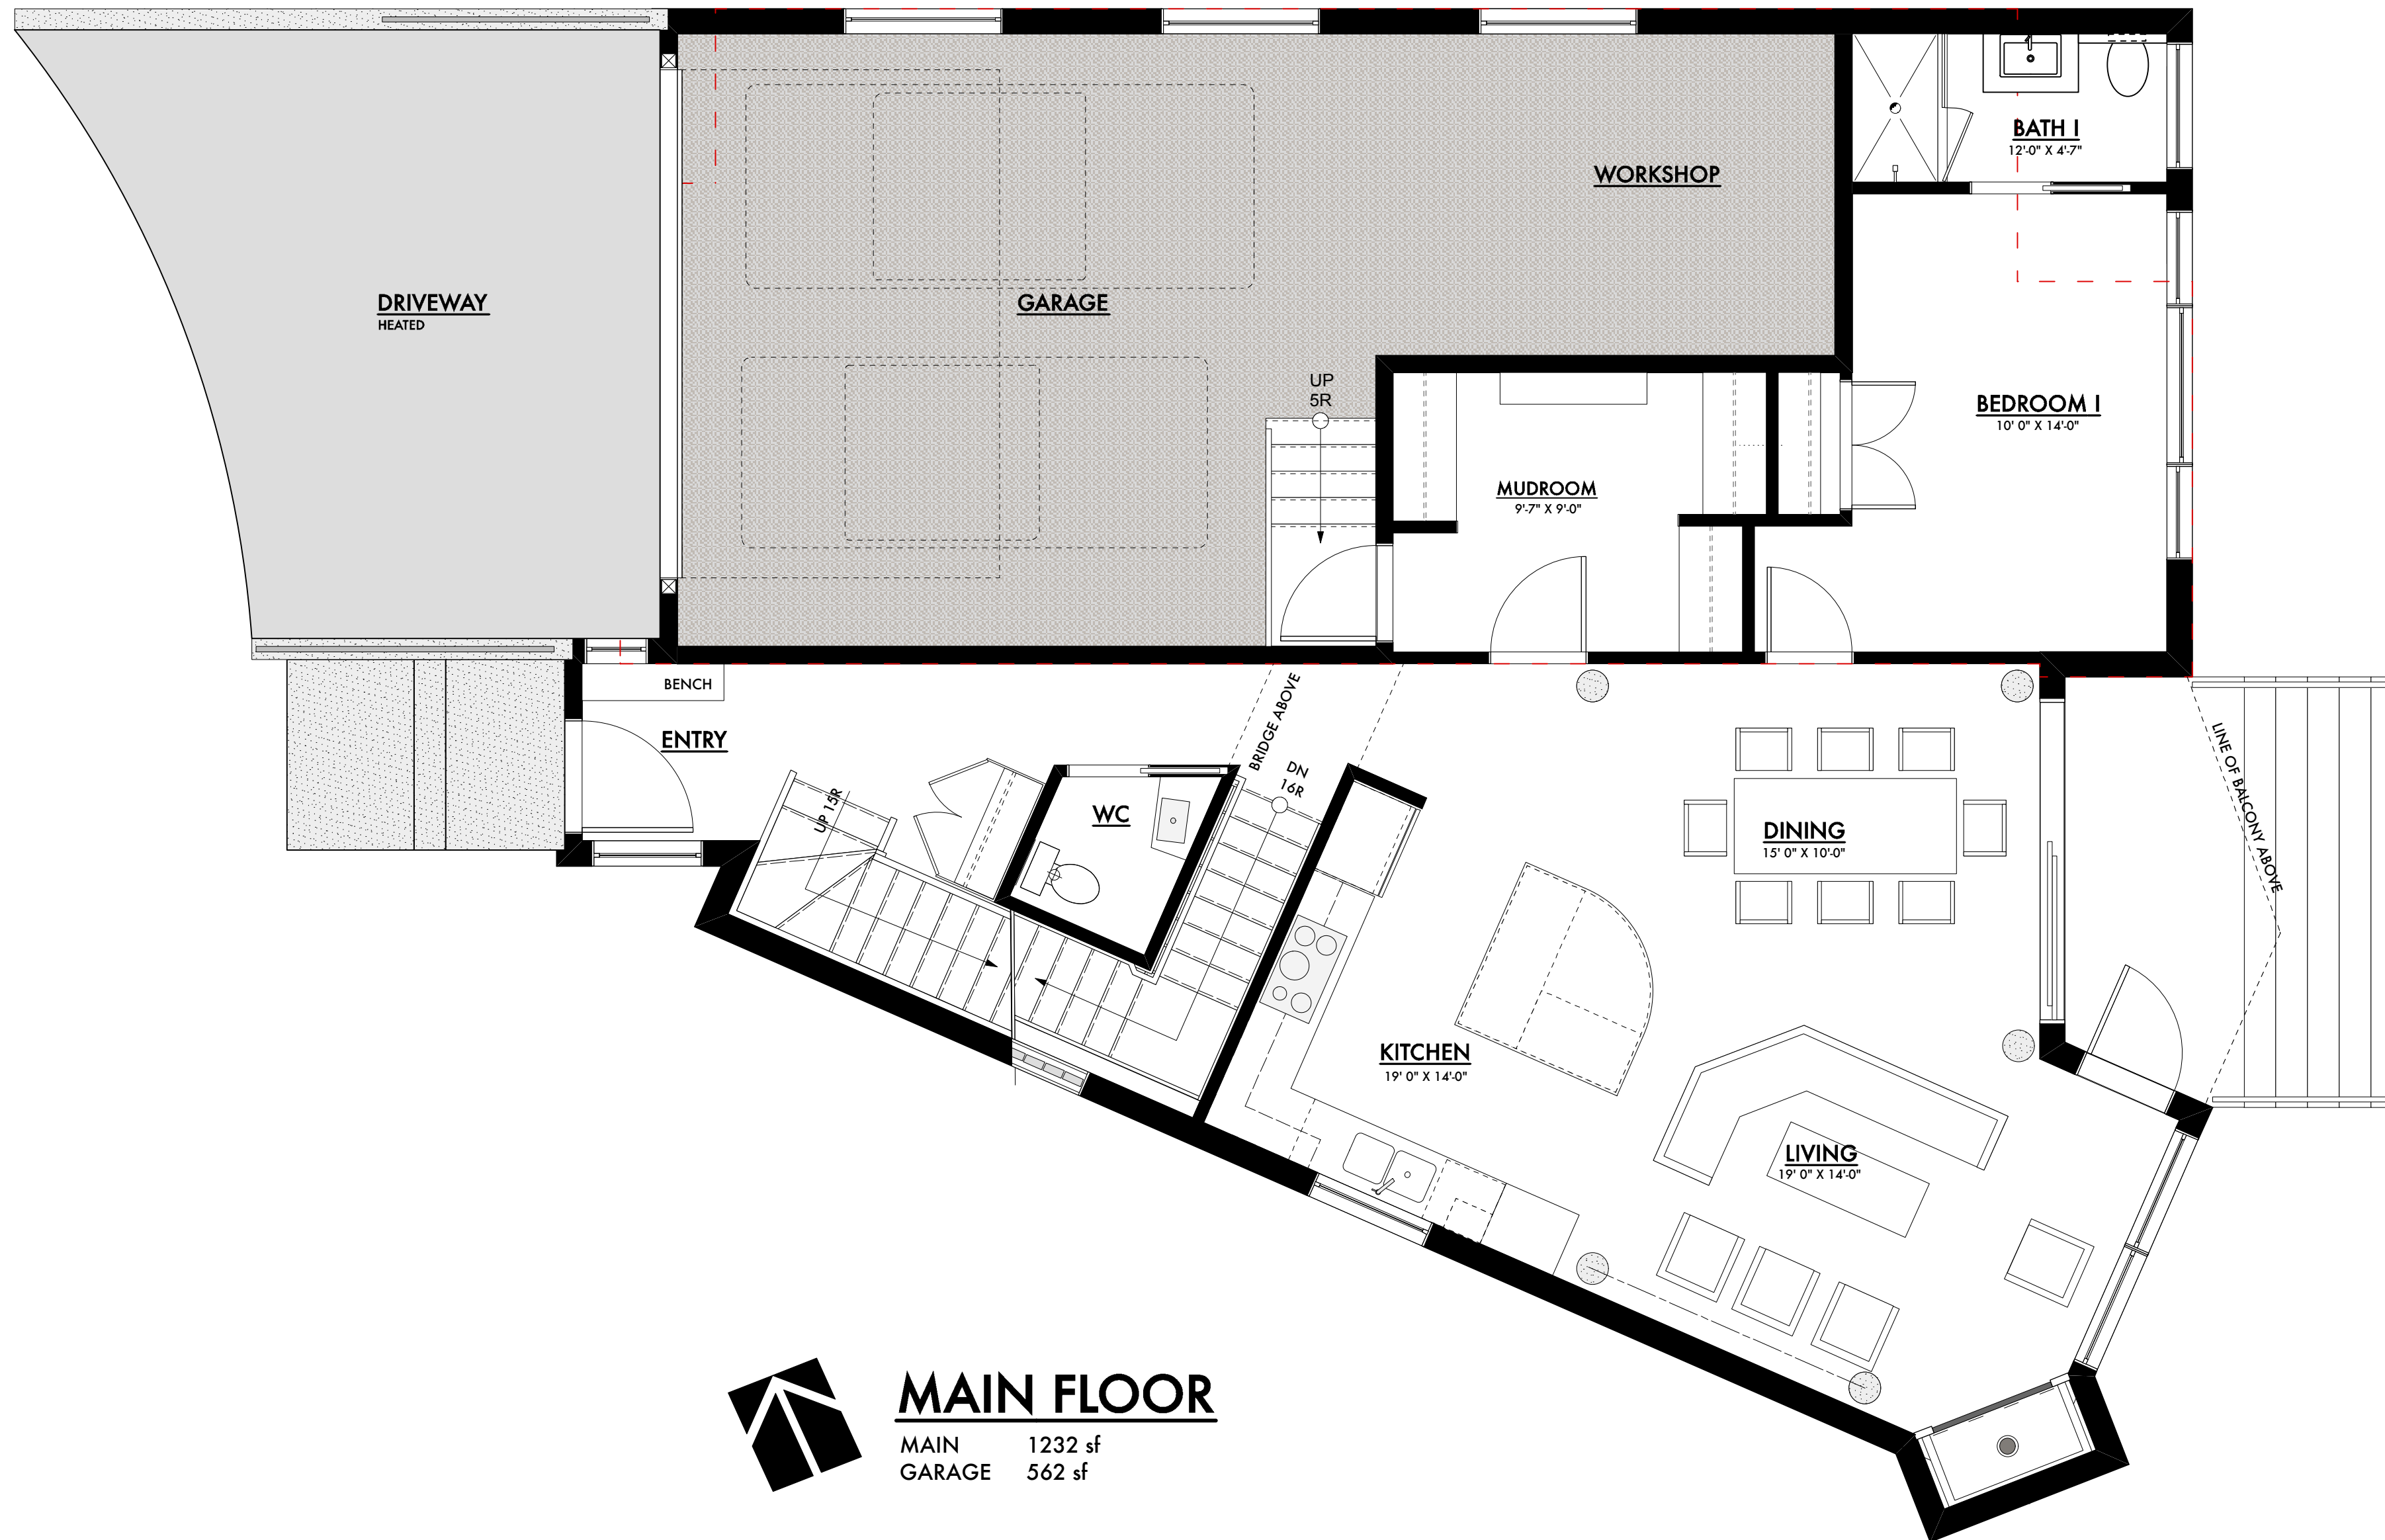 BATH I
12'-0" X 4'-7"
WORKSHOP
DRIVEWAY
HEATED
GARAGE
UP
5R
BEDROOM I
10' 0" X 14'-0"
MUDROOM
9'-7" X 9'-0"
BENCH
ENTRY
BRIDGE ABOVE
LINE OF BALCONY ABOVE
DN
16R
UP 15R
WC
DINING
15' 0" X 10'-0"
KITCHEN
19' 0" X 14'-0"
LIVING
19' 0" X 14'-0"
MAIN FLOOR
MAIN 1232 sf
GARAGE 562 sf